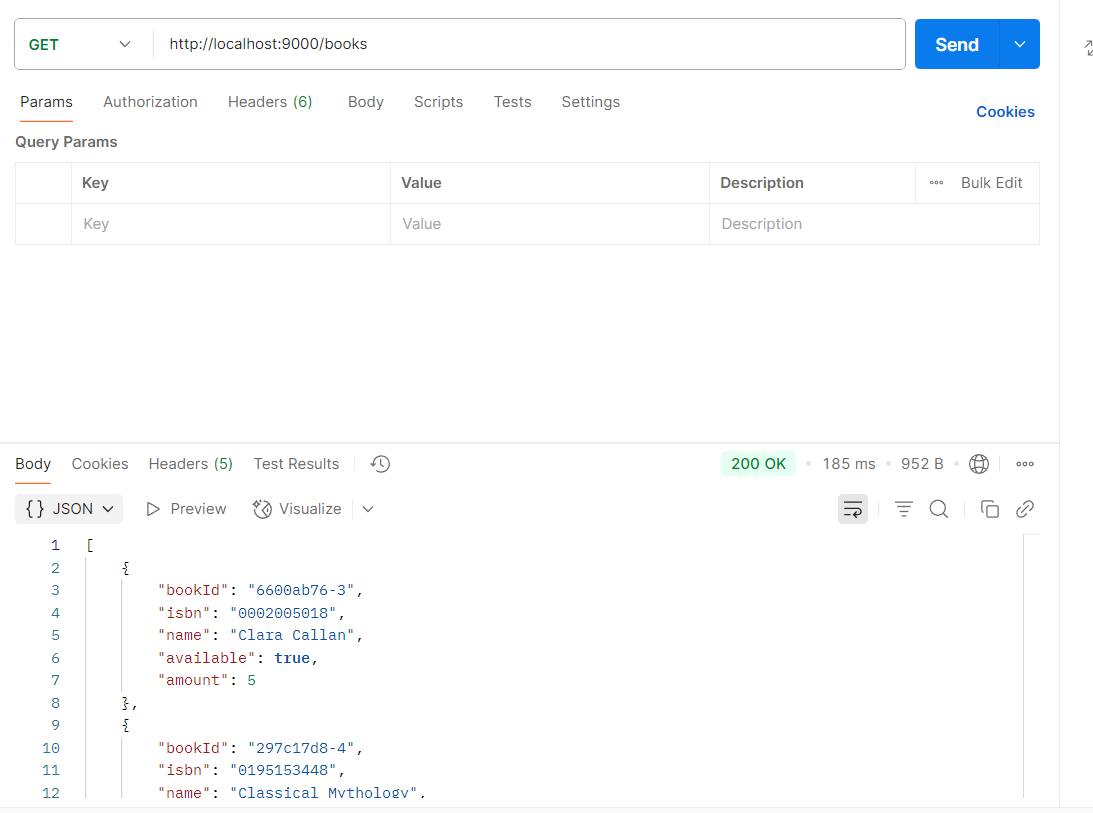 GET http://localhost:9000/books Send
Params Authorization Headers (6) Body Scripts Tests Settings Cookies
Query Params
Key Value Description Bulk Edit
Key Value Description
Body Cookies Headers (5) Test Results 200 OK 185 ms 952 B
{} JSON Preview Visualize
1 [
2 {
3 "bookId": "6600ab76-3",
4 "isbn": "0002005018",
5 "name": "Clara Callan",
6 "available": true,
7 "amount": 5
8 },
9 {
10 "bookId": "297c17d8-4",
11 "isbn": "0195153448",
12 "name": "Classical Mythology",